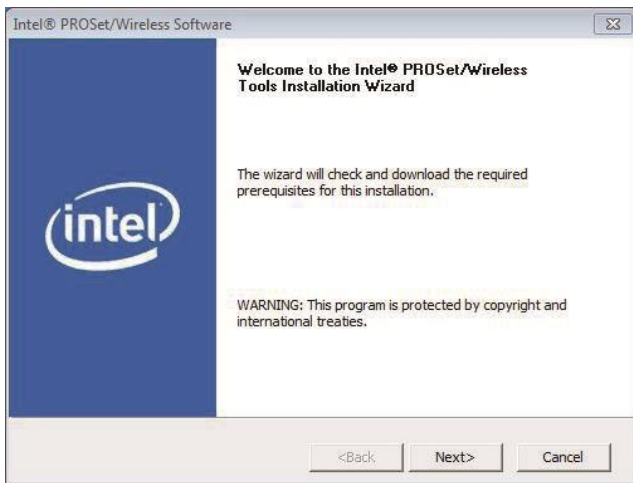 Intel® PROSet/Wireless Software
Welcome to the Intel® PROSet/Wireless
Tools Installation Wizard
The wizard will check and download the required
prerequisites for this installation.
intel
WARNING: This program is protected by copyright and
international treaties.
<Back
Next>
Cancel